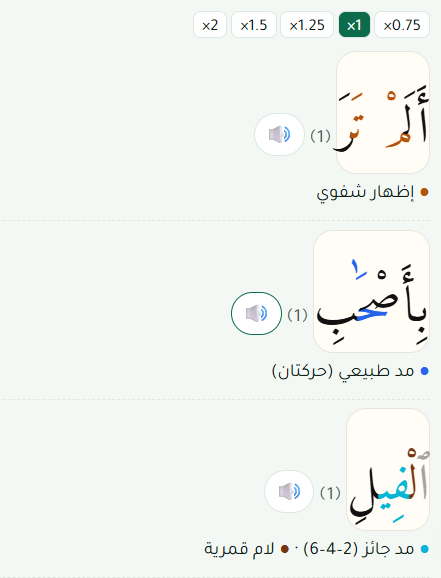 ×0.75 ×1 ×1.25 ×1.5 ×2
أَلَمْ تَرَ (1)
● إظهار شفوي
بِأَصْحَٰبِ (1)
● مد طبيعي (حركتان)
ٱلْفِيلِ (1)
● مد جائز (2-4-6) · ● لام قمرية